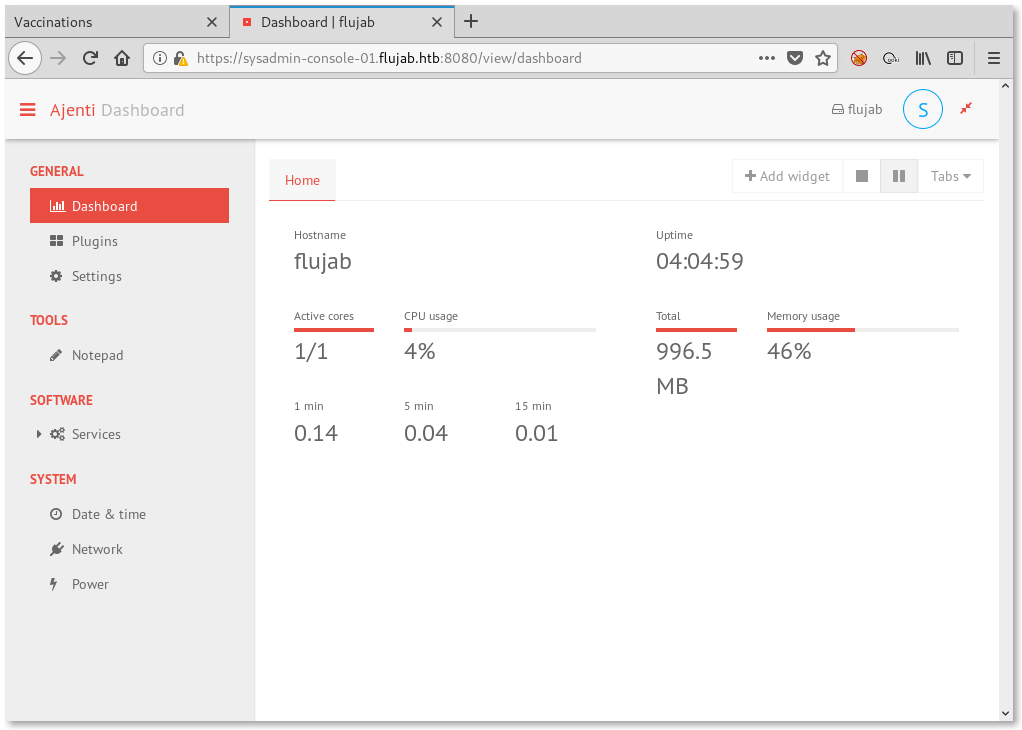 Vaccinations
Dashboard | flujab
https://sysadmin-console-01.flujab.htb:8080/view/dashboard
Ajenti Dashboard
flujab
S
GENERAL
Dashboard
Plugins
Settings
TOOLS
Notepad
SOFTWARE
Services
SYSTEM
Date & time
Network
Power
Home
Add widget
Tabs
Hostname
flujab
Uptime
04:04:59
Active cores
1/1
CPU usage
4%
Total
996.5
MB
Memory usage
46%
1 min
0.14
5 min
0.04
15 min
0.01